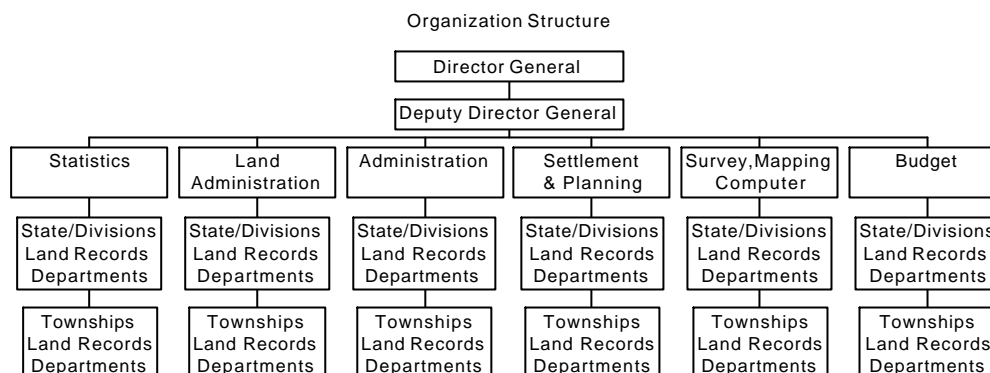 Organization Structure
Director General
Deputy Director General
Statistics
Land
Administration
Administration
Settlement
& Planning
Survey,Mapping
Computer
Budget
State/Divisions
Land Records
Departments
State/Divisions
Land Records
Departments
State/Divisions
Land Records
Departments
State/Divisions
Land Records
Departments
State/Divisions
Land Records
Departments
State/Divisions
Land Records
Departments
Townships
Land Records
Departments
Townships
Land Records
Departments
Townships
Land Records
Departments
Townships
Land Records
Departments
Townships
Land Records
Departments
Townships
Land Records
Departments